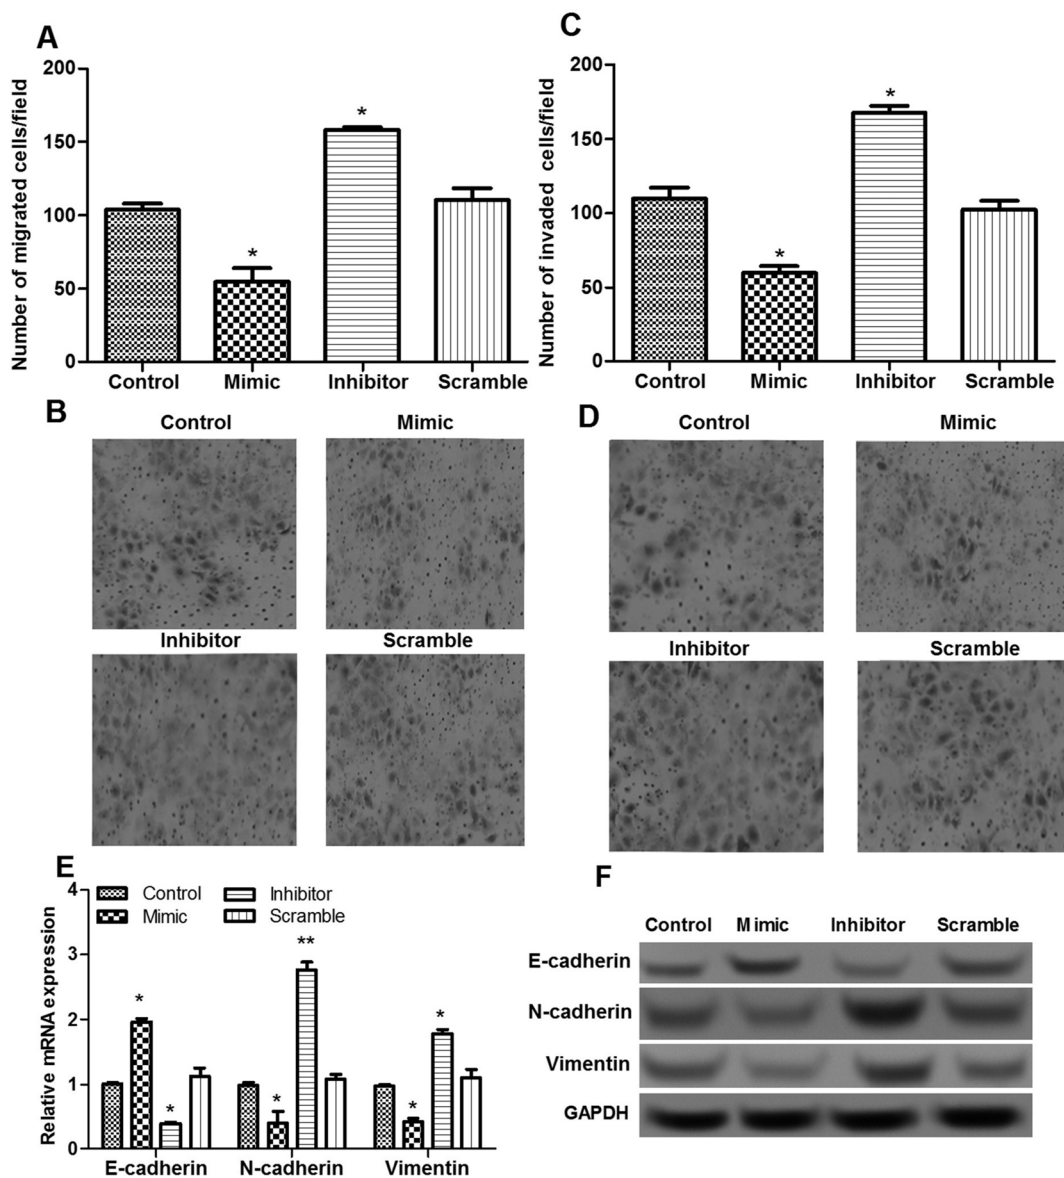 A
Number of migrated cells/field
200
150
100
50
0
*
*
Control Mimic Inhibitor Scramble
C
Number of invaded cells/field
200
150
100
50
0
*
*
Control Mimic Inhibitor Scramble
B
Control Mimic
Inhibitor Scramble
D
Control Mimic
Inhibitor Scramble
E
Relative mRNA expression
4
3
2
1
0
Control Inhibitor
Mimic Scramble
*
*
*
**
*
*
E-cadherin N-cadherin Vimentin
F
Control Mimic Inhibitor Scramble
E-cadherin
N-cadherin
Vimentin
GAPDH